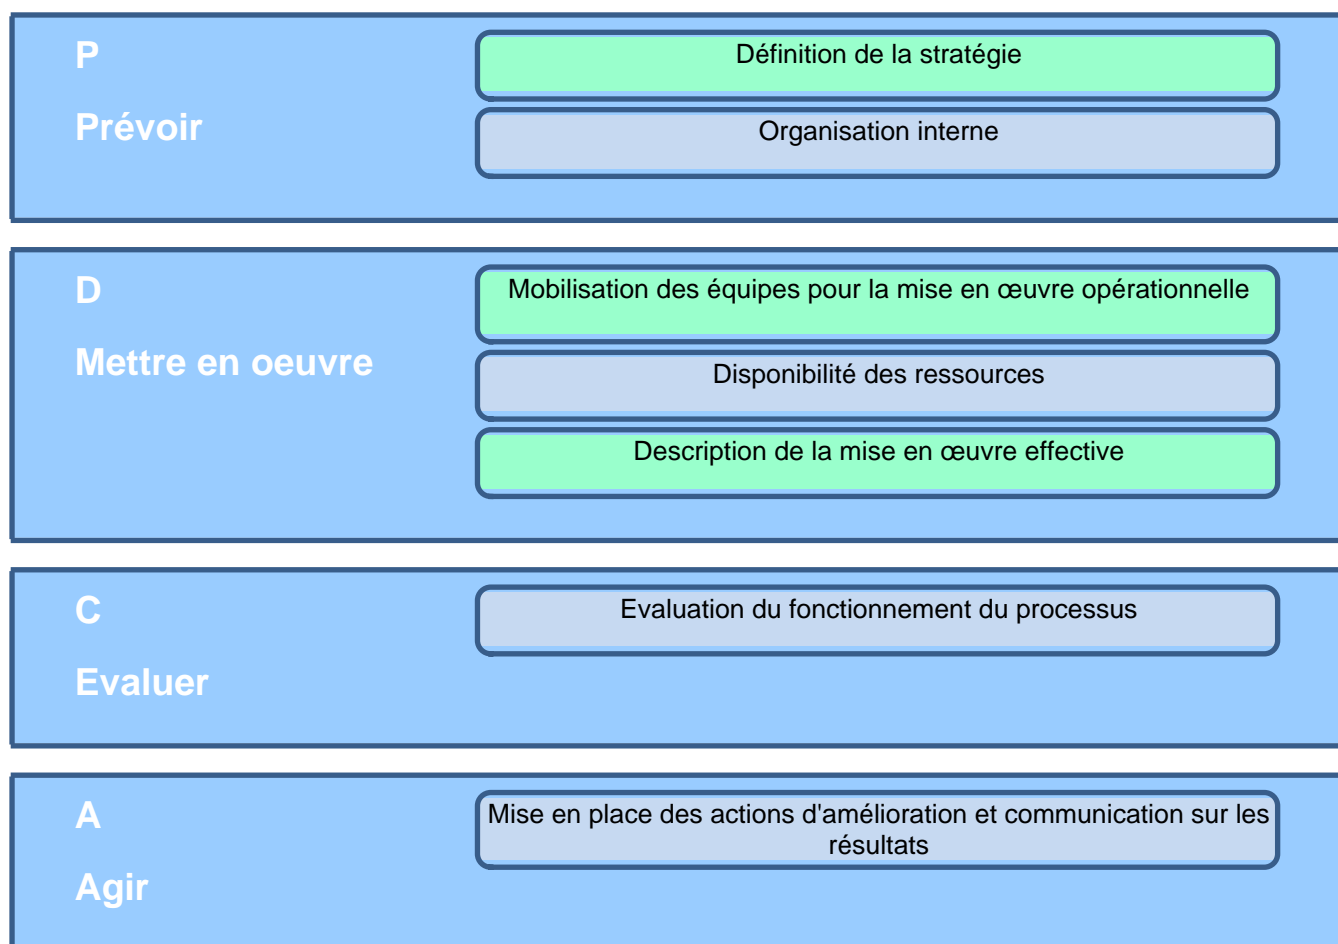 P
Prévoir
Définition de la stratégie
Organisation interne
D
Mettre en oeuvre
Mobilisation des équipes pour la mise en œuvre opérationnelle
Disponibilité des ressources
Description de la mise en œuvre effective
C
Evaluer
Evaluation du fonctionnement du processus
A
Agir
Mise en place des actions d'amélioration et communication sur les
résultats